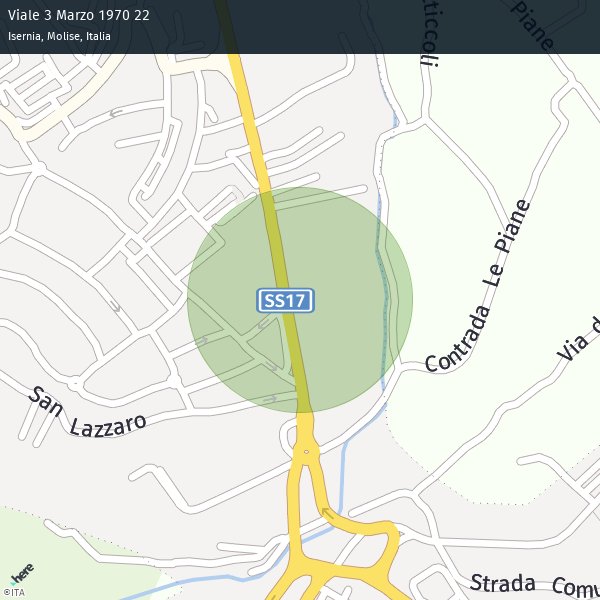 Viale 3 Marzo 1970 22
Isernia, Molise, Italia
Piane
SS17
Contrada Le Piane
Via d
San Lazzaro
here
©ITA
Strada Comu